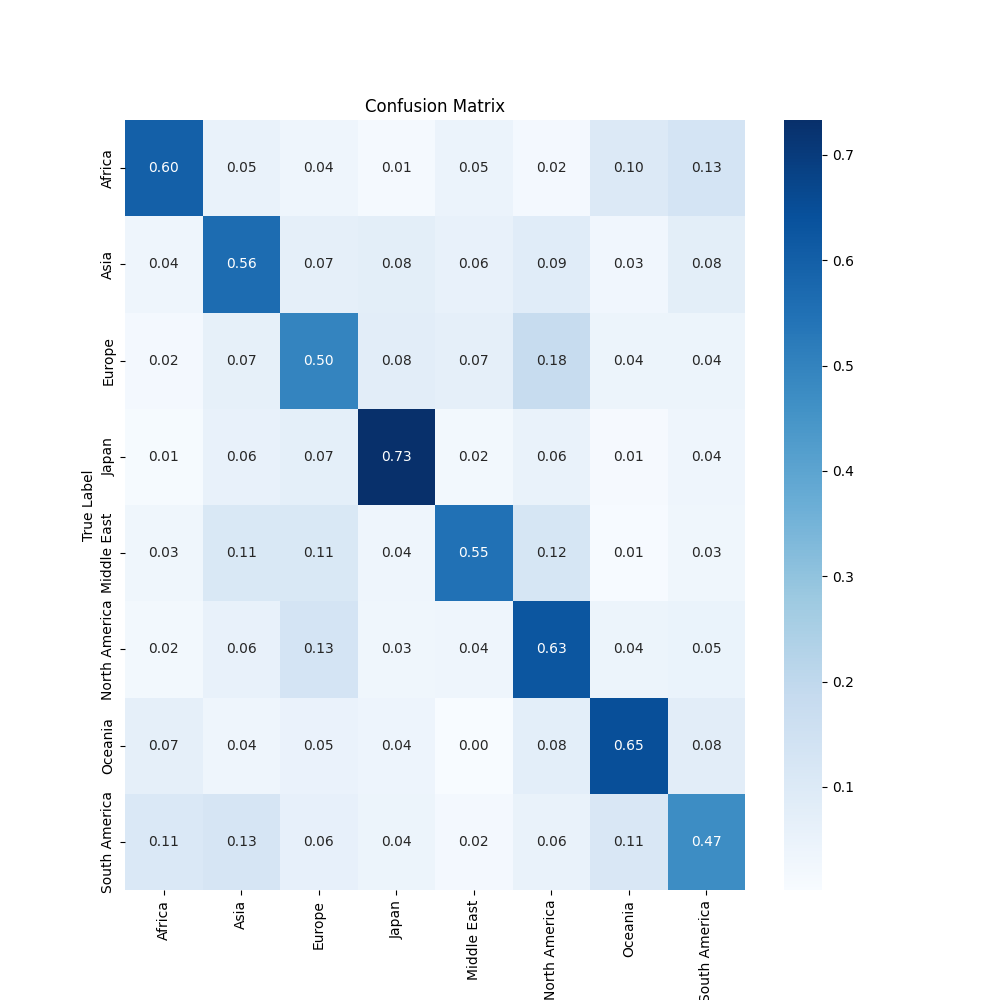 Confusion Matrix
True Label
Africa 0.60 0.05 0.04 0.01 0.05 0.02 0.10 0.13
Asia 0.04 0.56 0.07 0.08 0.06 0.09 0.03 0.08
Europe 0.02 0.07 0.50 0.08 0.07 0.18 0.04 0.04
Japan 0.01 0.06 0.07 0.73 0.02 0.06 0.01 0.04
Middle East 0.03 0.11 0.11 0.04 0.55 0.12 0.01 0.03
North America 0.02 0.06 0.13 0.03 0.04 0.63 0.04 0.05
Oceania 0.07 0.04 0.05 0.04 0.00 0.08 0.65 0.08
South America 0.11 0.13 0.06 0.04 0.02 0.06 0.11 0.47
Africa Asia Europe Japan Middle East North America Oceania South America
0.7
0.6
0.5
0.4
0.3
0.2
0.1